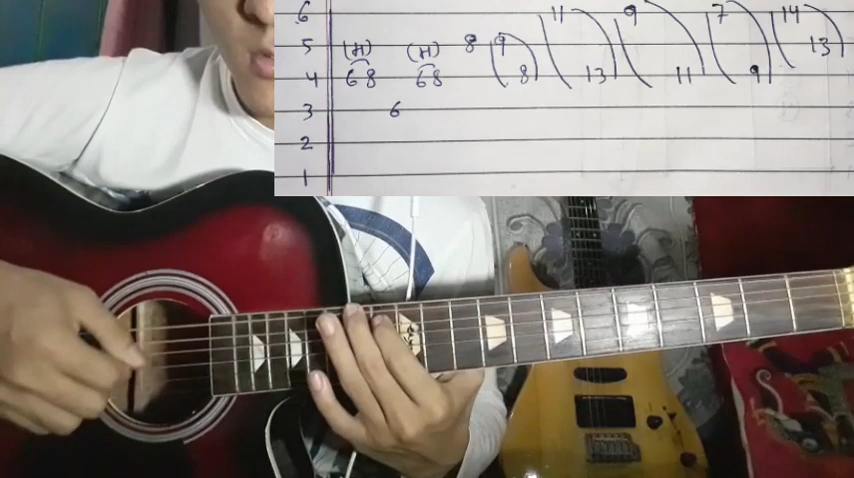 6 11 9 7 14
5 (H) (H) 8 9 13
4 6 8 6 8 8 13 11 9
3 6
2
1